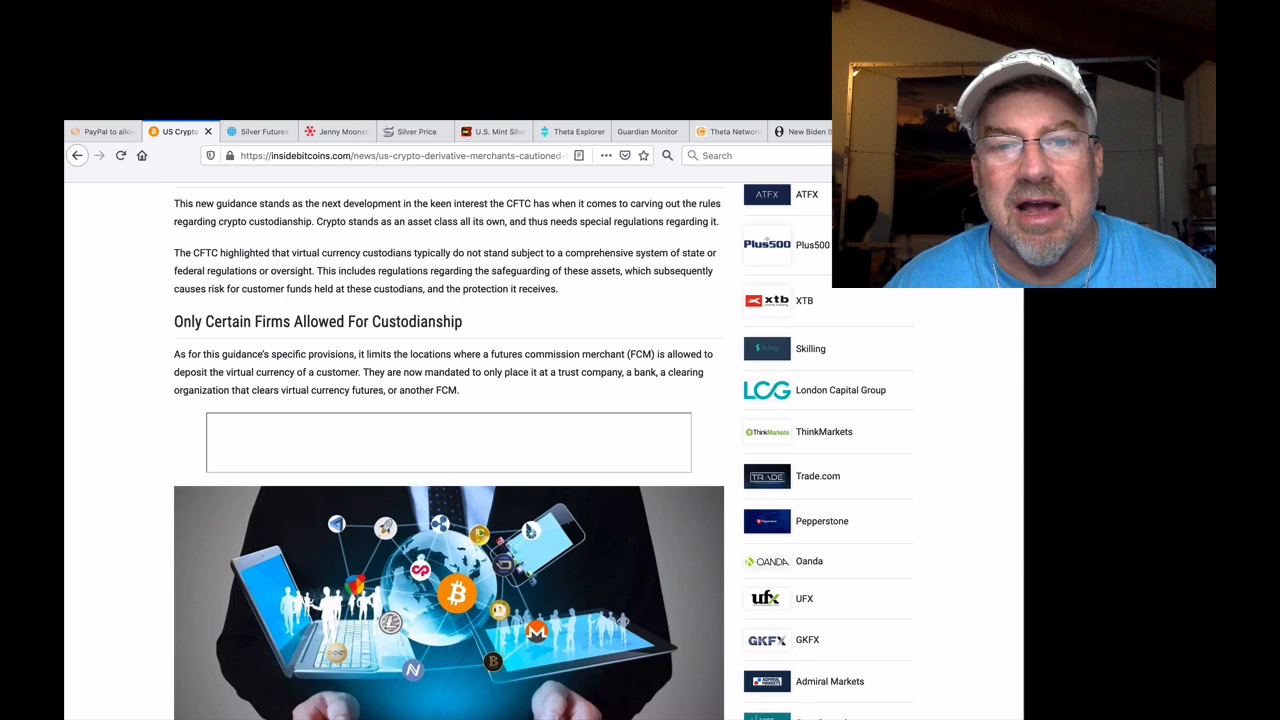 PayPal to allo
US Crypto
Silver Futures
Jenny Moonst
Silver Price
U.S. Mint Silv
Theta Explorer
Guardian Monitor
Theta Networ
New Biden B
https://insidebitcoins.com/news/us-crypto-derivative-merchants-cautioned-
Search
This new guidance stands as the next development in the keen interest the CFTC has when it comes to carving out the rules
regarding crypto custodianship. Crypto stands as an asset class all its own, and thus needs special regulations regarding it.
The CFTC highlighted that virtual currency custodians typically do not stand subject to a comprehensive system of state or
federal regulations or oversight. This includes regulations regarding the safeguarding of these assets, which subsequently
causes risk for customer funds held at these custodians, and the protection it receives.
Only Certain Firms Allowed For Custodianship
As for this guidance's specific provisions, it limits the locations where a futures commission merchant (FCM) is allowed to
deposit the virtual currency of a customer. They are now mandated to only place it at a trust company, a bank, a clearing
organization that clears virtual currency futures, or another FCM.
ATFX ATFX
Plus500 Plus500
xtb XTB
Skilling Skilling
LCG London Capital Group
ThinkMarkets ThinkMarkets
TRADE Trade.com
Pepperstone Pepperstone
OANDA Oanda
ufx UFX
GKFX GKFX
ADMIRAL MARKETS Admiral Markets